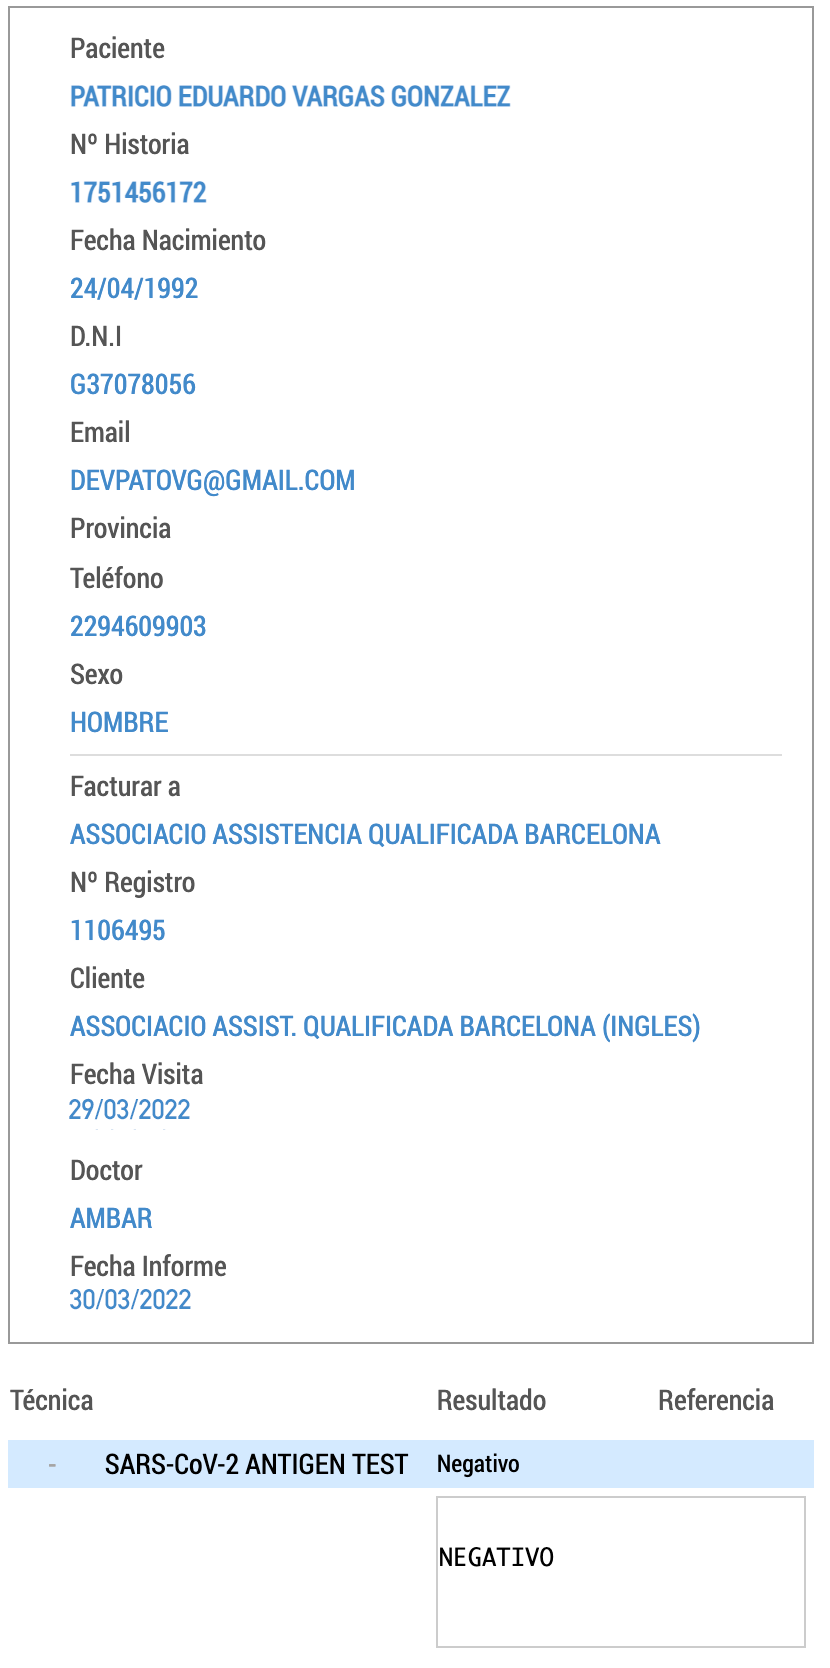 Paciente
PATRICIO EDUARDO VARGAS GONZALEZ
Nº Historia
1751456172
Fecha Nacimiento
24/04/1992
D.N.I
G37078056
Email
DEVPATOVG@GMAIL.COM
Provincia
Teléfono
2294609903
Sexo
HOMBRE
Facturar a
ASSOCIACIO ASSISTENCIA QUALIFICADA BARCELONA
Nº Registro
1106495
Cliente
ASSOCIACIO ASSIST. QUALIFICADA BARCELONA (INGLES)
Fecha Visita
29/03/2022
Doctor
AMBAR
Fecha Informe
30/03/2022
Técnica Resultado Referencia
- SARS-CoV-2 ANTIGEN TEST Negativo
NEGATIVO